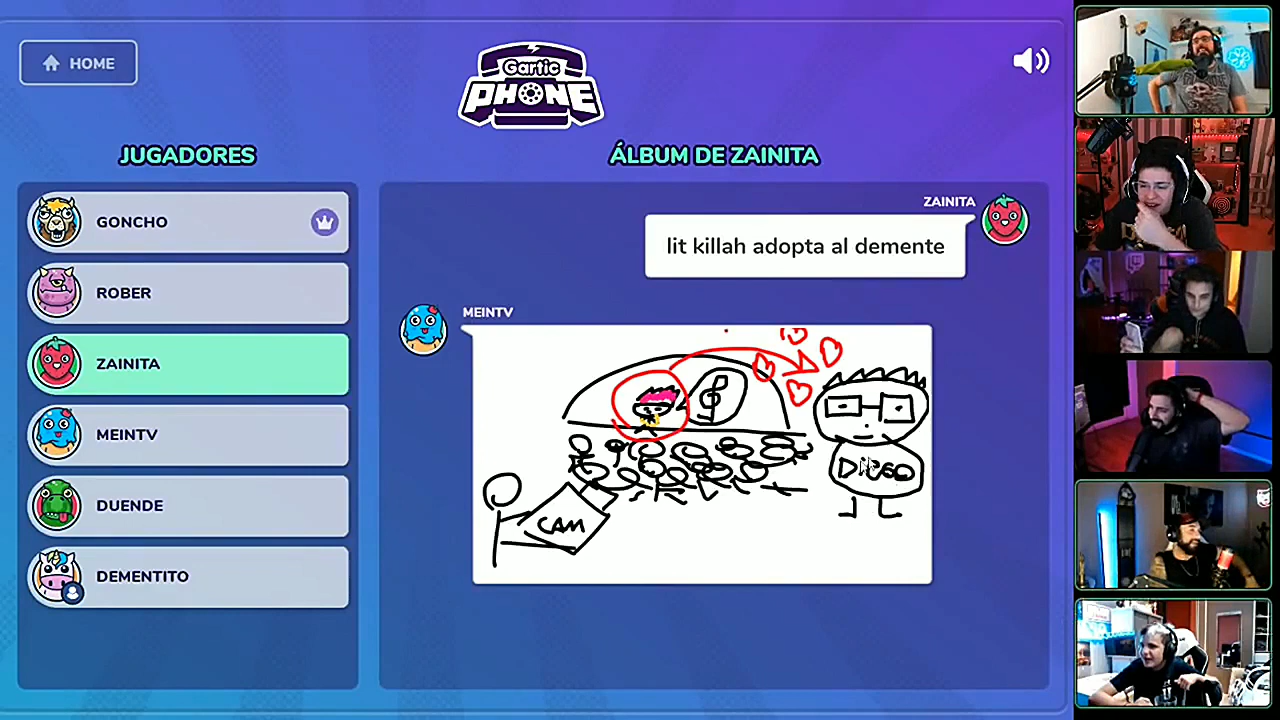 HOME
Gartic
PHONE
JUGADORES
ÁLBUM DE ZAINITA
GONCHO
ROBER
ZAINITA
MEINTV
DUENDE
DEMENTITO
ZAINITA
lit killah adopta al demente
MEINTV
CAM